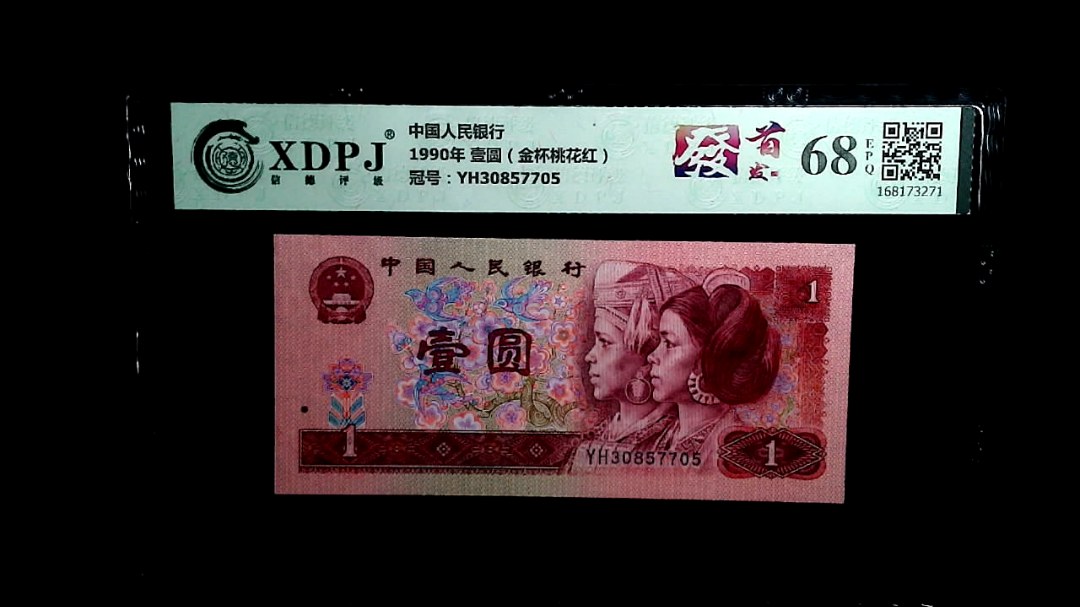 XDPJ®
信德评级
中国人民银行
1990年 壹圆（金杯桃花红）
冠号：YH30857705
發
首发
68
EPQ
168173271
中国人民银行
1
壹圆
1
YH30857705
1